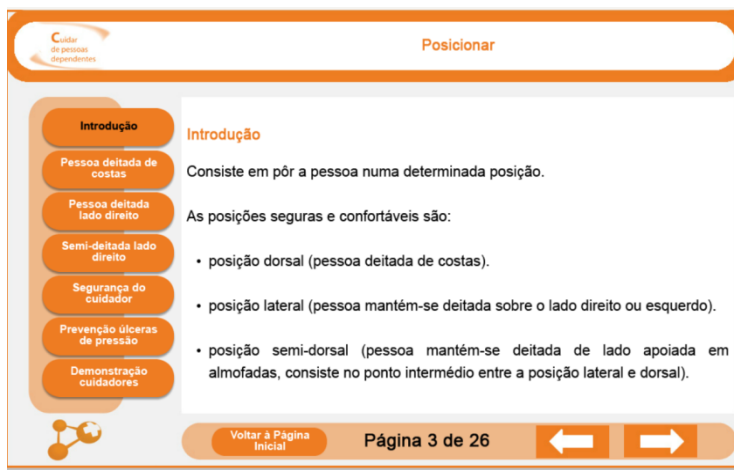 Cuidar
de pessoas
dependentes
Posicionar
Introdução
Pessoa deitada de
costas
Pessoa deitada
lado direito
Semi-deitada lado
direito
Segurança do
cuidador
Prevenção úlceras
de pressão
Demonstração
cuidadores
Introdução
Consiste em pôr a pessoa numa determinada posição.
As posições seguras e confortáveis são:
• posição dorsal (pessoa deitada de costas).
• posição lateral (pessoa mantém-se deitada sobre o lado direito ou esquerdo).
• posição semi-dorsal (pessoa mantém-se deitada de lado apoiada em
almofadas, consiste no ponto intermédio entre a posição lateral e dorsal).
Voltar à Página
Inicial
Página 3 de 26